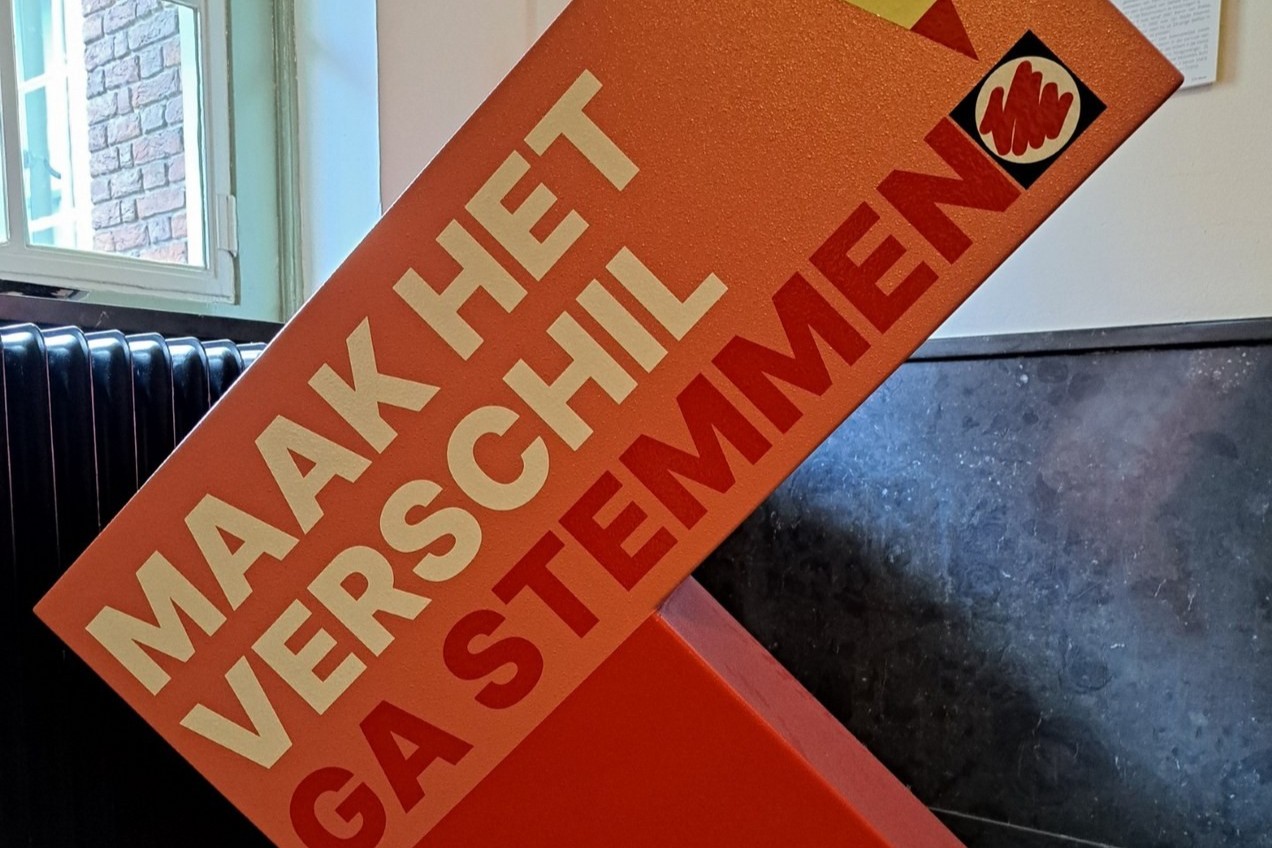 MAAK HET
VERSCHIL
GA STEMMEN